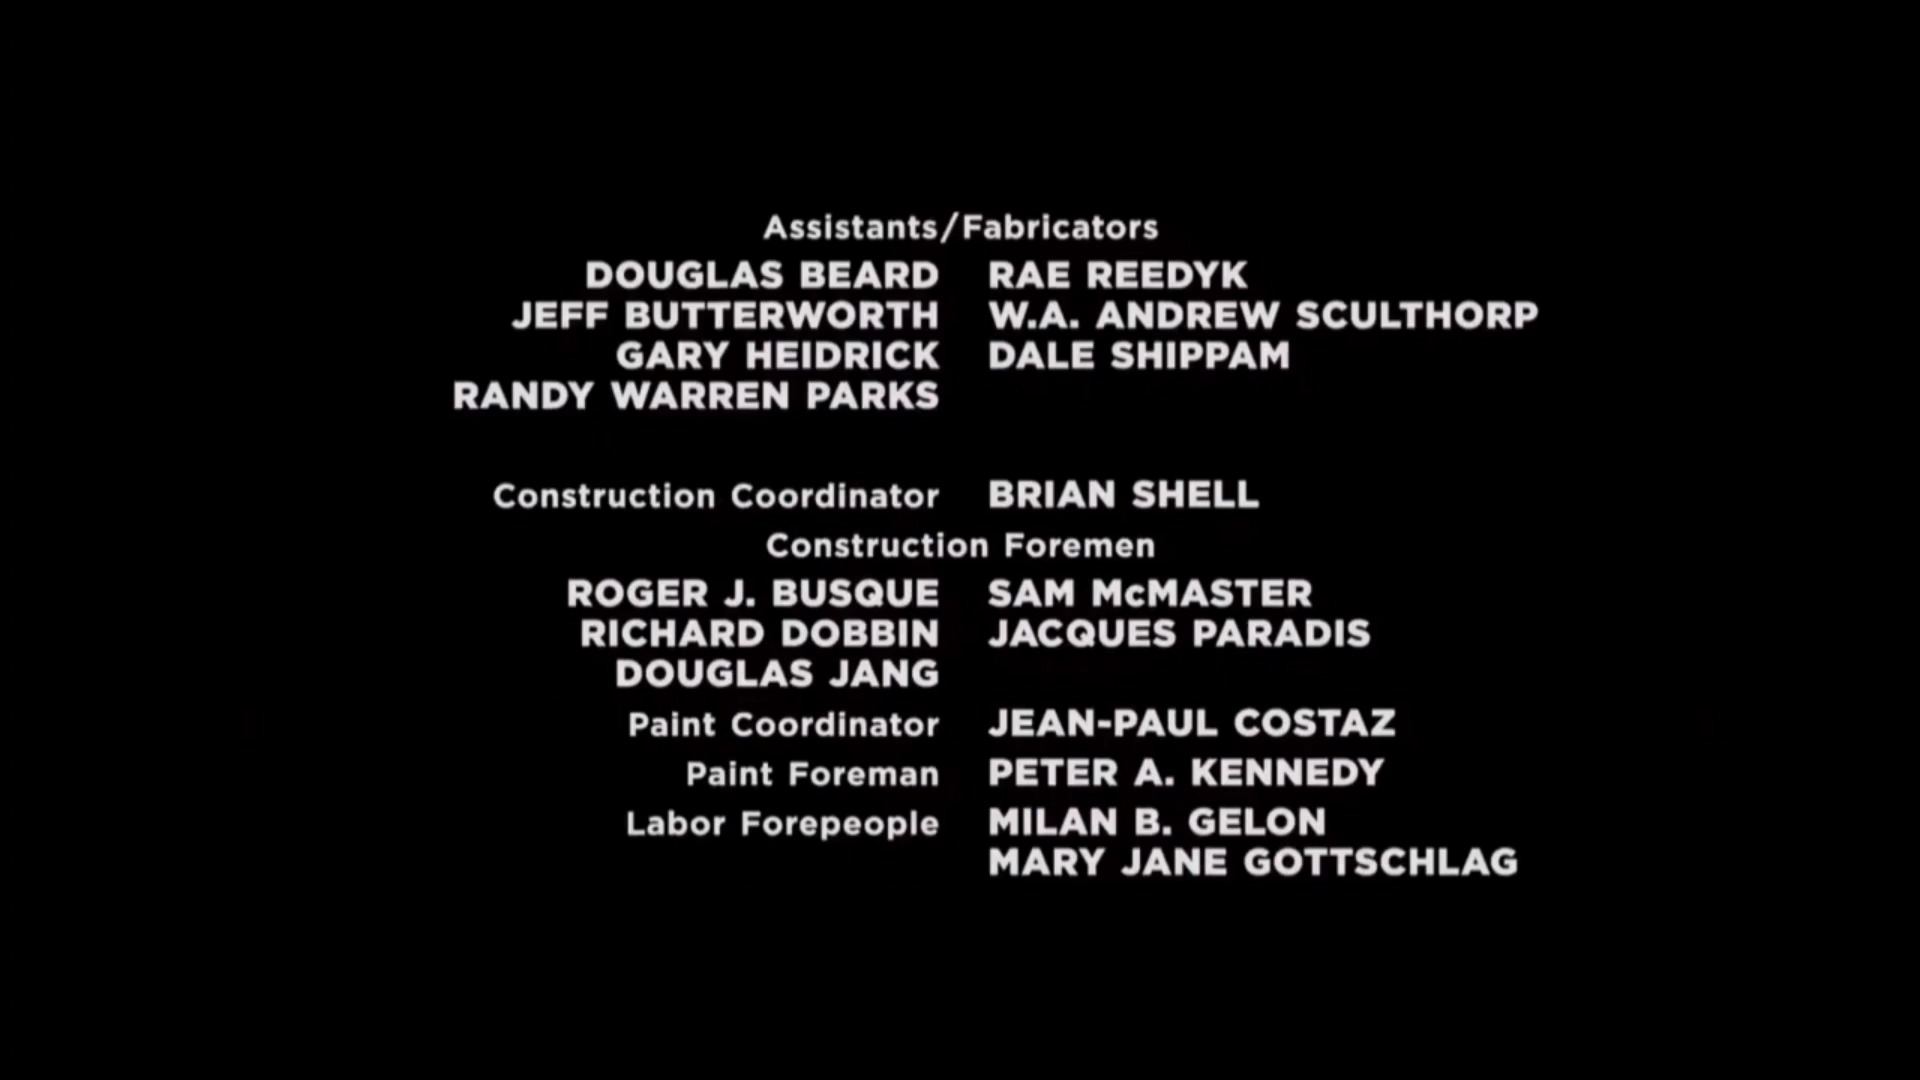 Assistants/Fabricators
DOUGLAS BEARD RAE REEDYK
JEFF BUTTERWORTH W.A. ANDREW SCULTHORP
GARY HEIDRICK DALE SHIPPAM
RANDY WARREN PARKS
Construction Coordinator BRIAN SHELL
Construction Foremen
ROGER J. BUSQUE SAM McMASTER
RICHARD DOBBIN JACQUES PARADIS
DOUGLAS JANG
Paint Coordinator JEAN-PAUL COSTAZ
Paint Foreman PETER A. KENNEDY
Labor Forepeople MILAN B. GELON
MARY JANE GOTTSCHLAG